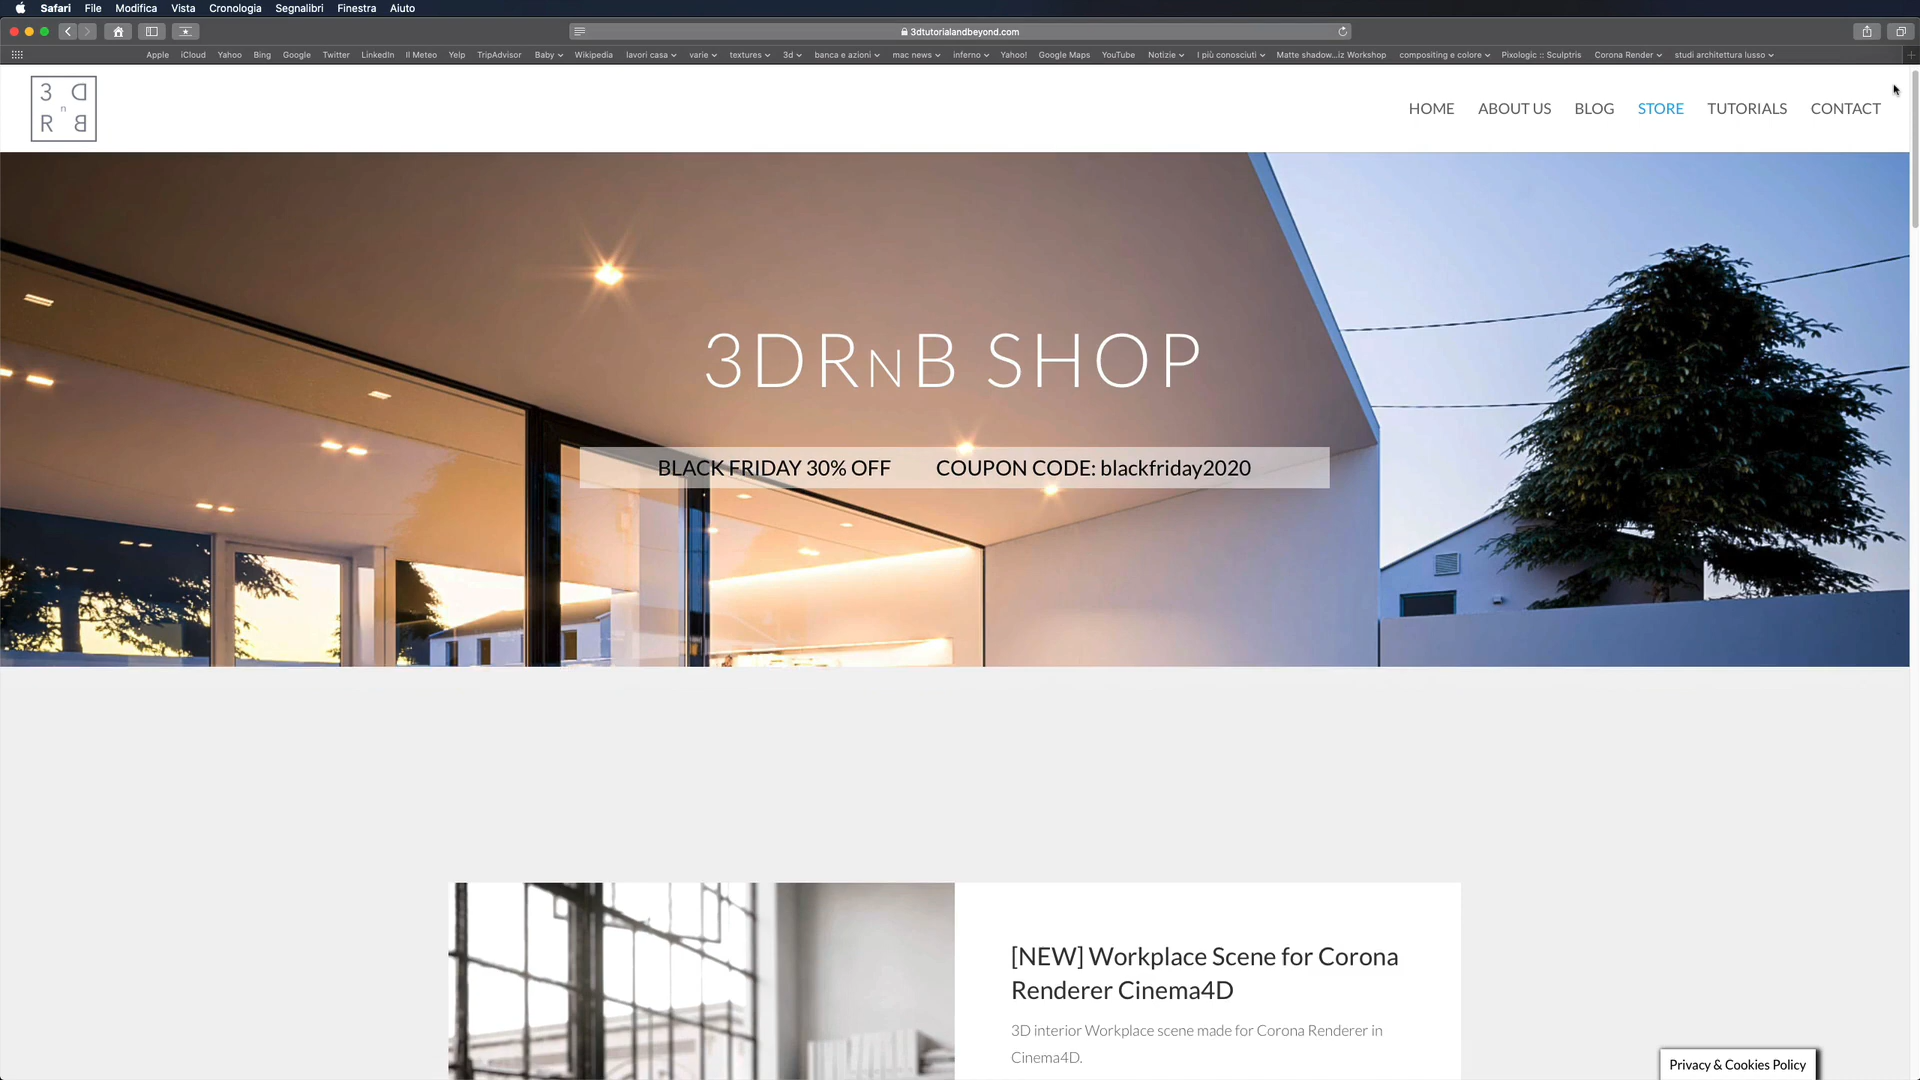 Safari File Modifica Vista Cronologia Segnalibri Finestra Aiuto
3dtutorialandbeyond.com
Apple iCloud Yahoo Bing Google Twitter LinkedIn Il Meteo Yelp TripAdvisor Baby Wikipedia lavori casa varie textures 3d banca e azioni mac news inferno Yahoo! Google Maps YouTube Notizie I più conosciuti Matte shadow...iz Workshop compositing e colore Pixologic :: Sculptris Corona Render studi architettura lusso
3 D
n
R B
HOME ABOUT US BLOG STORE TUTORIALS CONTACT
3DRNB SHOP
BLACK FRIDAY 30% OFF COUPON CODE: blackfriday2020
[NEW] Workplace Scene for Corona
Renderer Cinema4D
3D interior Workplace scene made for Corona Renderer in
Cinema4D.
Privacy & Cookies Policy